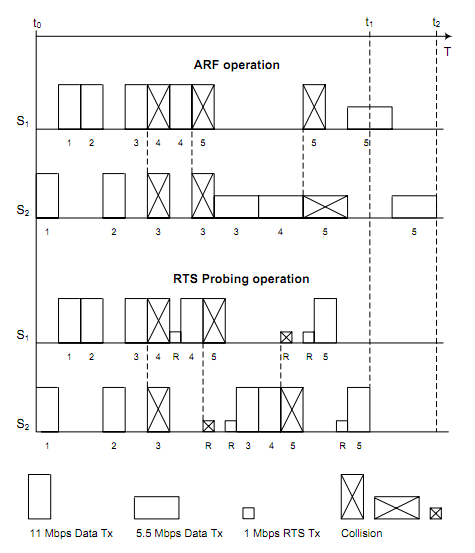 t0 t1 t2
T
ARF operation
S1
1 2 3 4 4 5 5 5
S2
1 2 3 3 3 4 5 5
RTS Probing operation
S1
1 2 3 4 R 4 5 R R 5
S2
1 2 3 R R 3 4 5 R 5
11 Mbps Data Tx 5.5 Mbps Data Tx 1 Mbps RTS Tx Collision